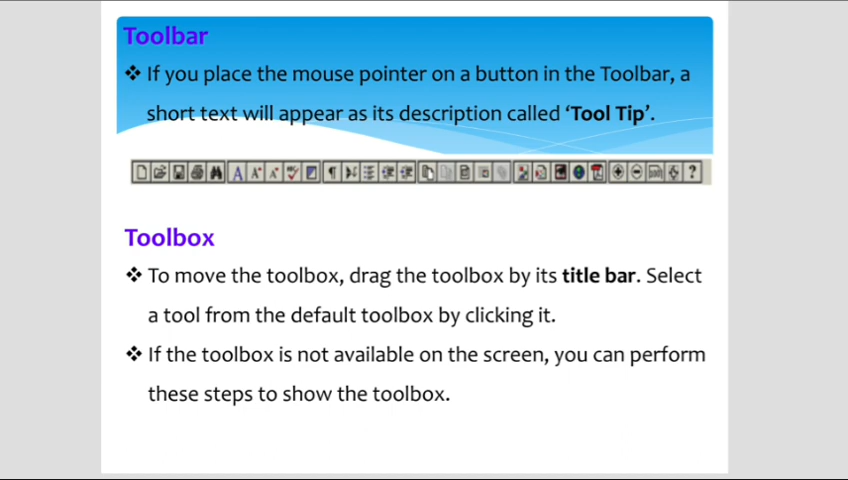 Toolbar
❖ If you place the mouse pointer on a button in the Toolbar, a
short text will appear as its description called ‘Tool Tip’.
Toolbox
❖ To move the toolbox, drag the toolbox by its title bar. Select
a tool from the default toolbox by clicking it.
❖ If the toolbox is not available on the screen, you can perform
these steps to show the toolbox.